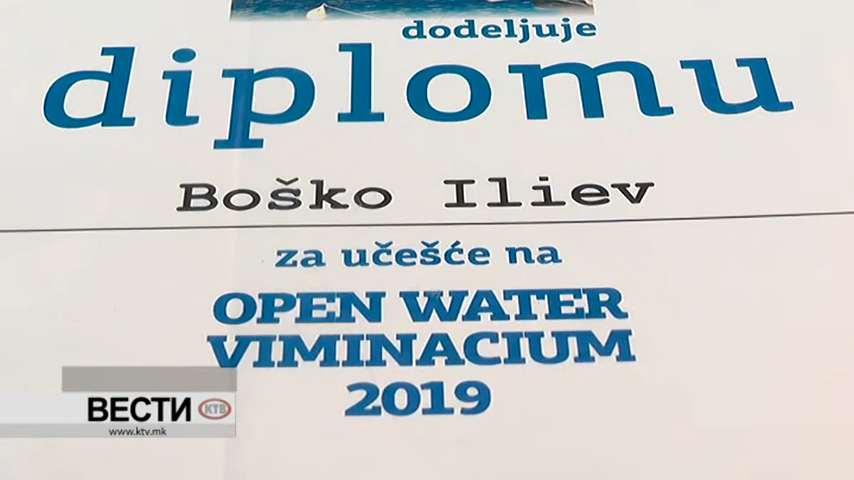 dodeljuje
diplomu
Boško Iliev
za učešće na
OPEN WATER
VIMINACIUM
2019
ВЕСТИ КТВ
www.ktv.mk